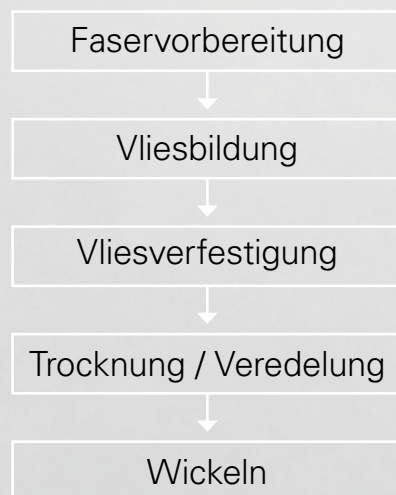 Faservorbereitung
Vliesbildung
Vliesverfestigung
Trocknung / Veredelung
Wickeln